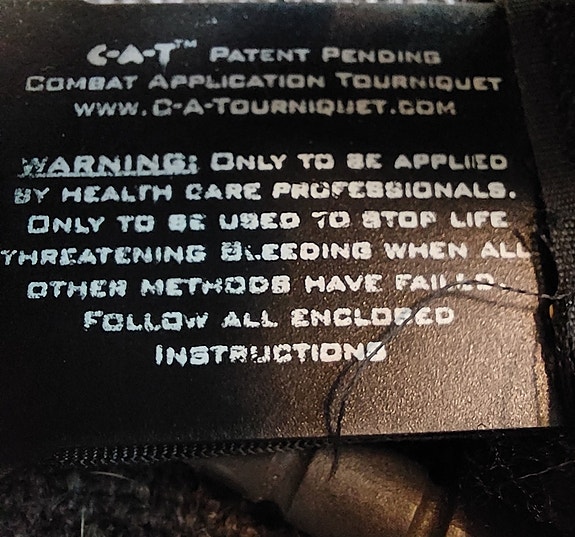 C-A-T™ PATENT PENDING
COMBAT APPLICATION TOURNIQUET
WWW.C-A-TOURNIQUET.COM
WARNING: ONLY TO BE APPLIED
BY HEALTH CARE PROFESSIONALS.
ONLY TO BE USED TO STOP LIFE
THREATENING BLEEDING WHEN ALL
OTHER METHODS HAVE FAILED.
FOLLOW ALL ENCLOSED
INSTRUCTIONS